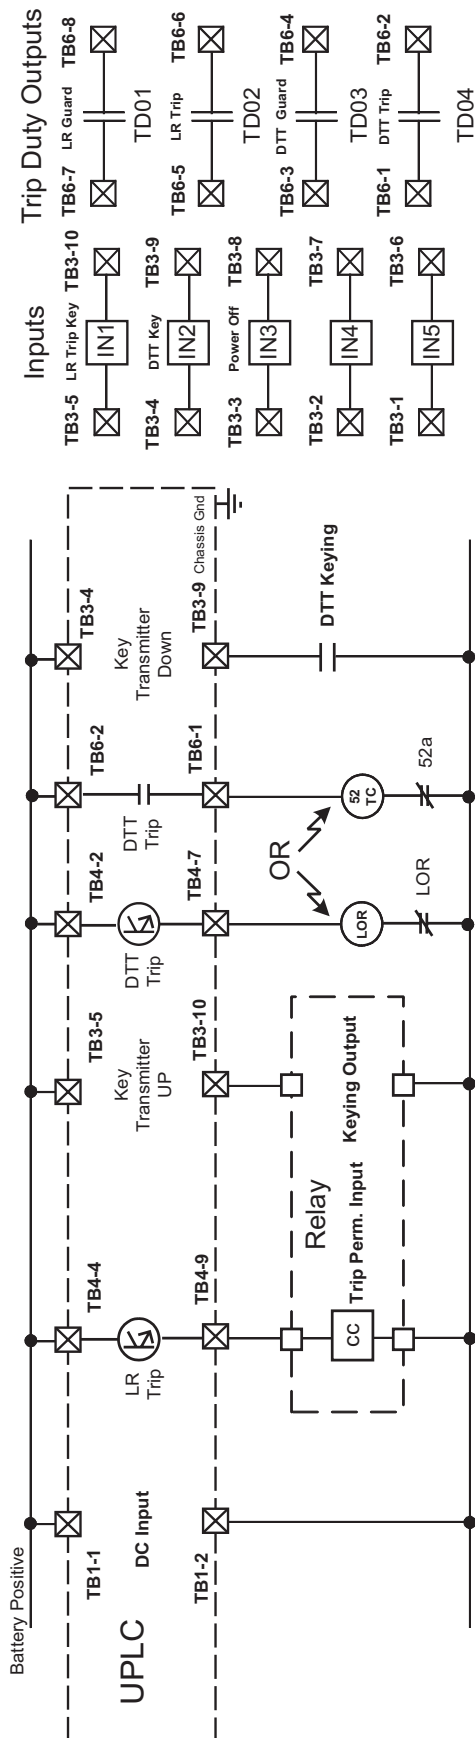 Battery Positive
UPLC
TB1-1
DC Input
TB1-2
TB4-4
LR
Trip
TB4-9
Relay
Trip Perm. Input
CC
Keying Output
TB3-5
Key
Transmitter
UP
TB3-10
TB4-2
DTT
Trip
TB4-7
OR
LOR
LOR
TB6-2
DTT
Trip
TB6-1
52
TC
52a
TB3-4
Key
Transmitter
Down
TB3-9
Chassis Gnd
DTT Keying
Inputs
TB3-5
LR Trip Key
TB3-10
IN1
TB3-4
DTT Key
TB3-9
IN2
TB3-3
Power Off
TB3-8
IN3
TB3-2
TB3-7
IN4
TB3-1
TB3-6
IN5
Trip Duty Outputs
TB6-7
LR Guard
TB6-8
TD01
TB6-5
LR Trip
TB6-6
TD02
TB6-3
DTT Guard
TB6-4
TD03
TB6-1
DTT Trip
TB6-2
TD04